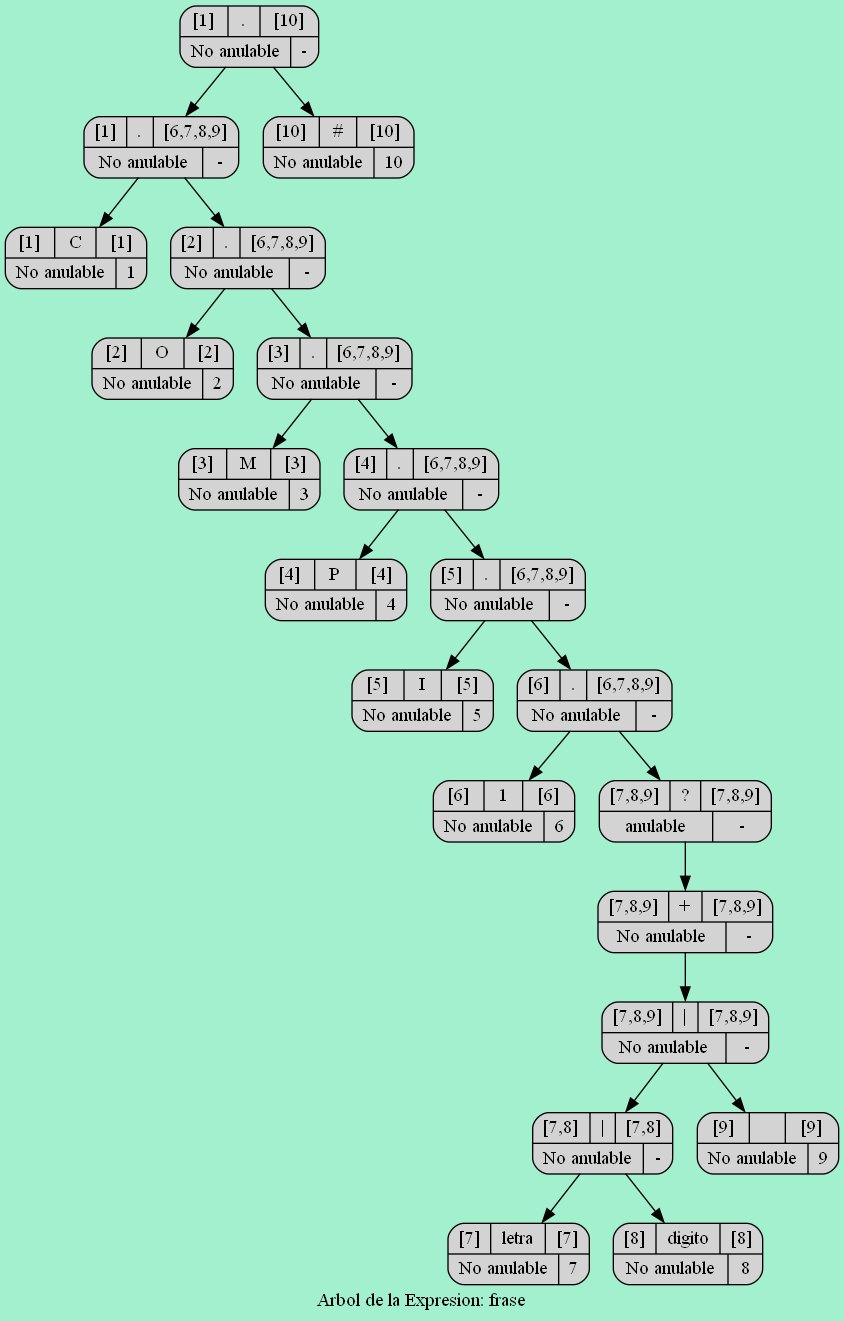 [1] . [10]
No anulable -
[1] . [6,7,8,9] [10] # [10]
No anulable - No anulable 10
[1] C [1] [2] . [6,7,8,9]
No anulable 1 No anulable -
[2] O [2] [3] . [6,7,8,9]
No anulable 2 No anulable -
[3] M [3] [4] . [6,7,8,9]
No anulable 3 No anulable -
[4] P [4] [5] . [6,7,8,9]
No anulable 4 No anulable -
[5] I [5] [6] . [6,7,8,9]
No anulable 5 No anulable -
[6] 1 [6] [7,8,9] ? [7,8,9]
No anulable 6 anulable -
[7,8,9] + [7,8,9]
No anulable -
[7,8,9] | [7,8,9]
No anulable -
[7,8] | [7,8] [9] [9]
No anulable - No anulable 9
[7] letra [7] [8] digito [8]
No anulable 7 No anulable 8
Arbol de la Expresion: frase